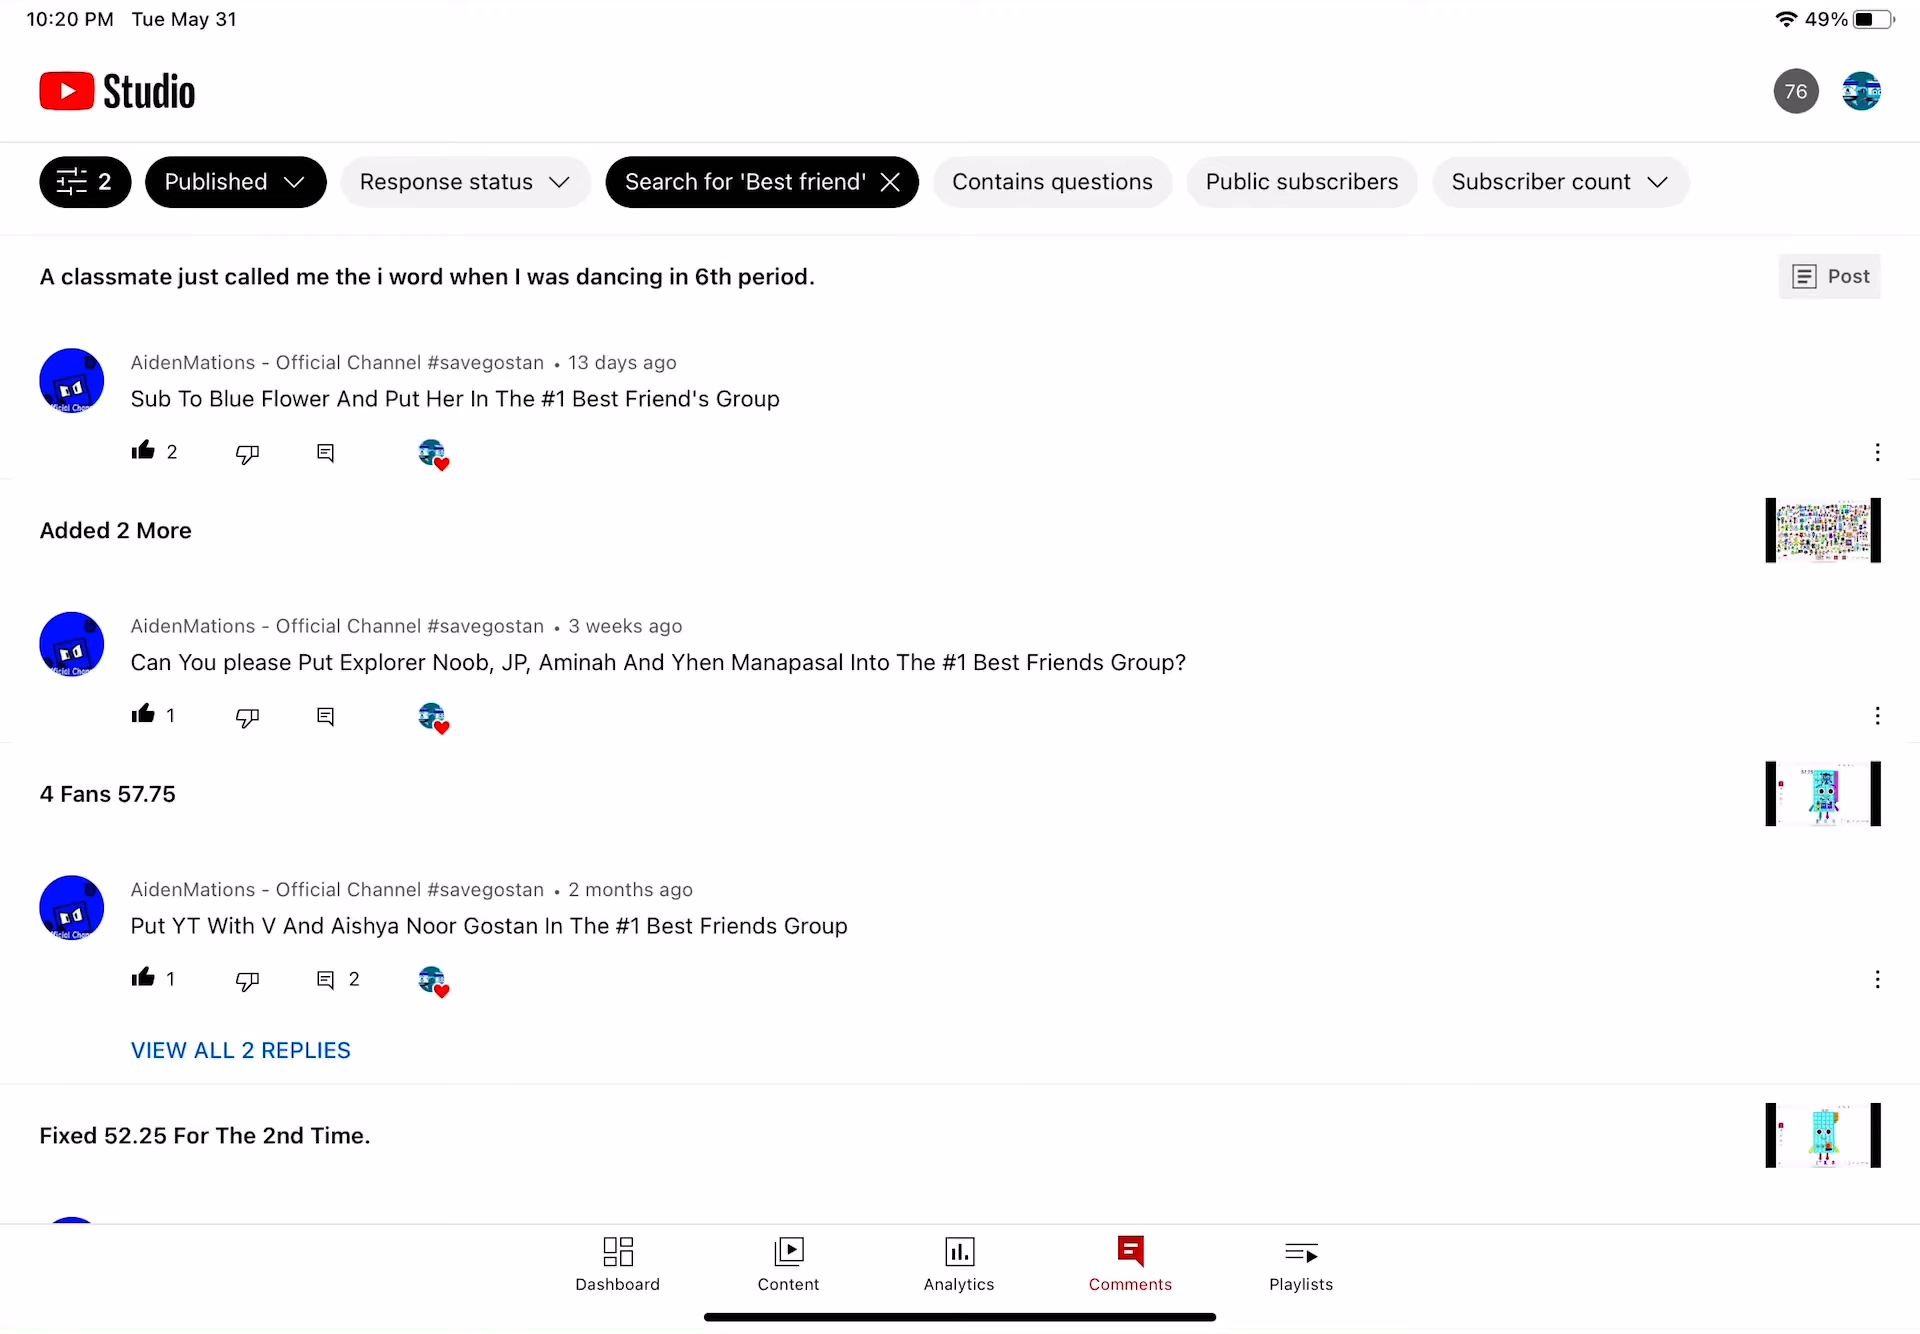 10:20 PM Tue May 31
49%
Studio
76
2
Published
Response status
Search for 'Best friend'
Contains questions
Public subscribers
Subscriber count
A classmate just called me the i word when I was dancing in 6th period.
Post
AidenMations - Official Channel #savegostan • 13 days ago
Sub To Blue Flower And Put Her In The #1 Best Friend's Group
2
Added 2 More
AidenMations - Official Channel #savegostan • 3 weeks ago
Can You please Put Explorer Noob, JP, Aminah And Yhen Manapasal Into The #1 Best Friends Group?
1
4 Fans 57.75
AidenMations - Official Channel #savegostan • 2 months ago
Put YT With V And Aishya Noor Gostan In The #1 Best Friends Group
1
2
VIEW ALL 2 REPLIES
Fixed 52.25 For The 2nd Time.
Dashboard
Content
Analytics
Comments
Playlists